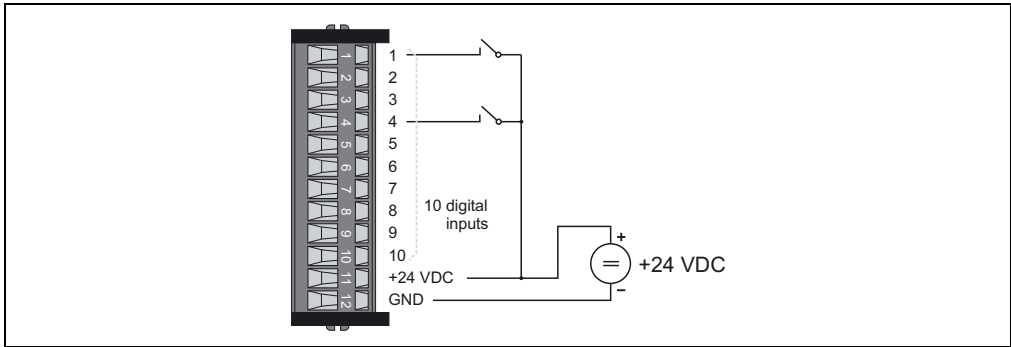 1 1
2 2
3 3
4 4
5 5
6 6
7 7
8 8
9 9
10 10
11 +24 VDC
12 GND
10 digital
inputs
+
+24 VDC
–